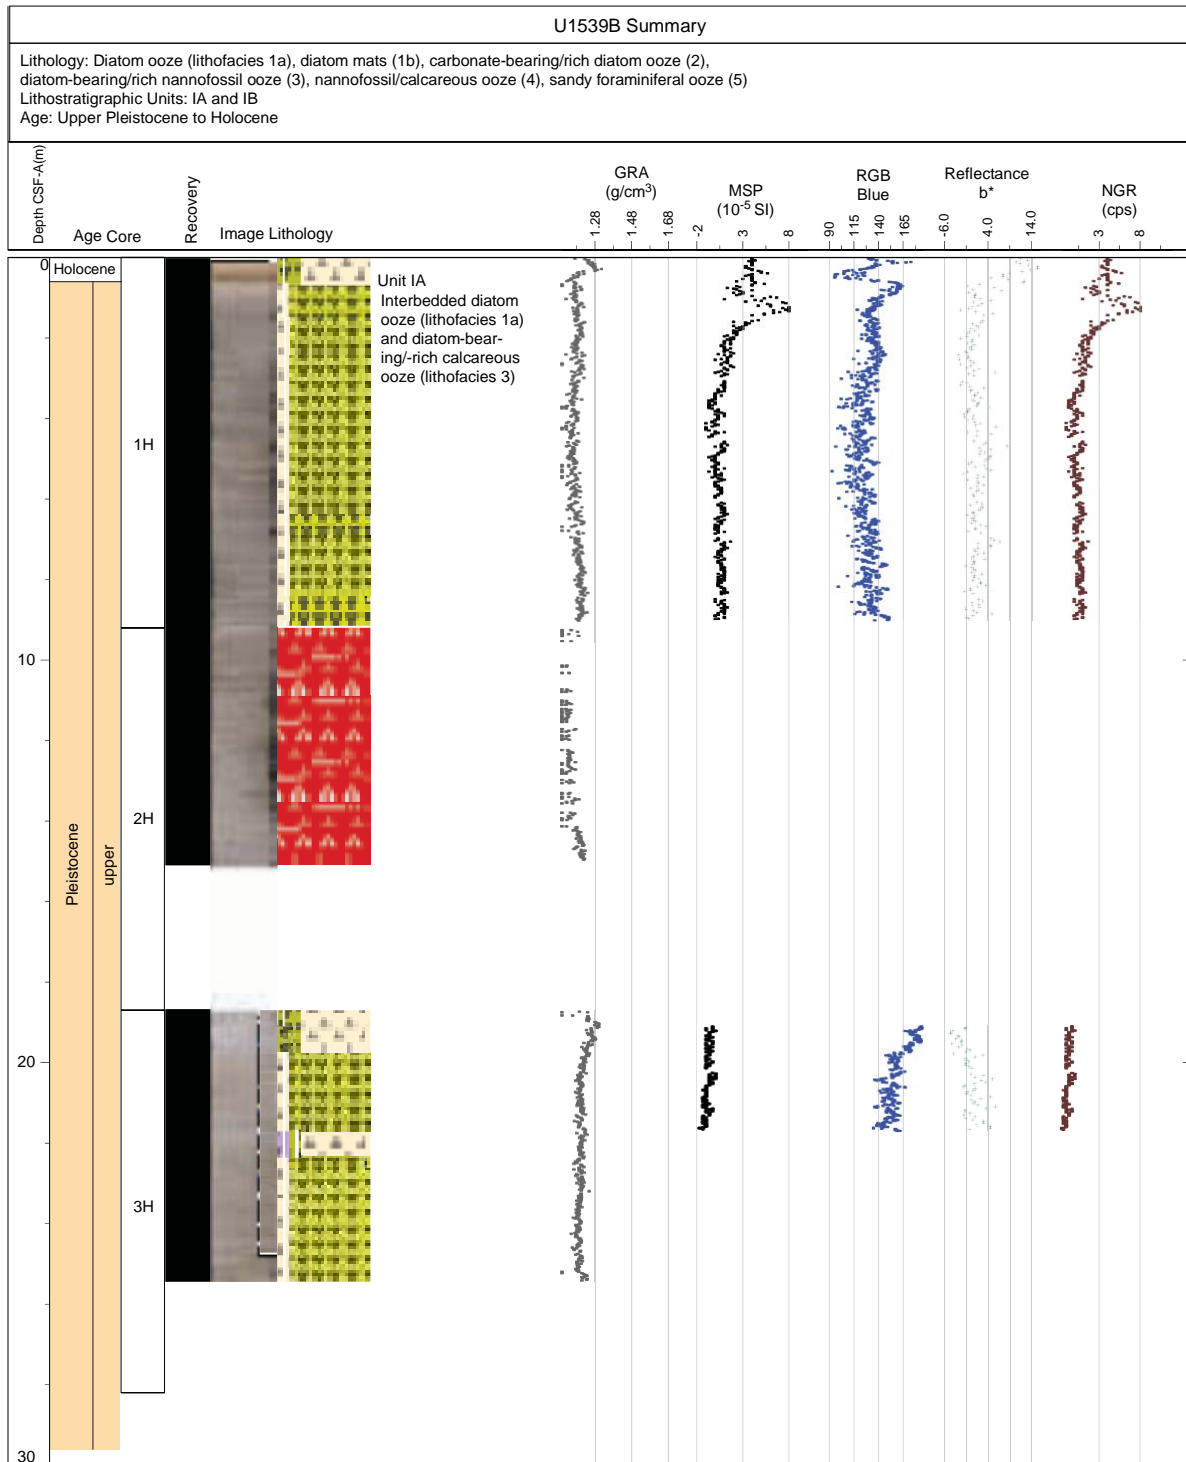 U1539B Summary
Lithology: Diatom ooze (lithofacies 1a), diatom mats (1b), carbonate-bearing/rich diatom ooze (2),
diatom-bearing/rich nannofossil ooze (3), nannofossil/calcareous ooze (4), sandy foraminiferal ooze (5)
Lithostratigraphic Units: IA and IB
Age: Upper Pleistocene to Holocene
Depth CSF-A(m)
Age Core
Recovery
Image Lithology
GRA
(g/cm³)
1.28
1.48
1.68
MSP
(10⁻⁵ SI)
-2
3
8
RGB
Blue
90
115
140
165
Reflectance
b*
-6.0
4.0
14.0
NGR
(cps)
3
8
0
Holocene
Unit IA
Interbedded diatom
ooze (lithofacies 1a)
and diatom-bear-
ing/-rich calcareous
ooze (lithofacies 3)
1H
10
2H
Pleistocene
upper
20
3H
30